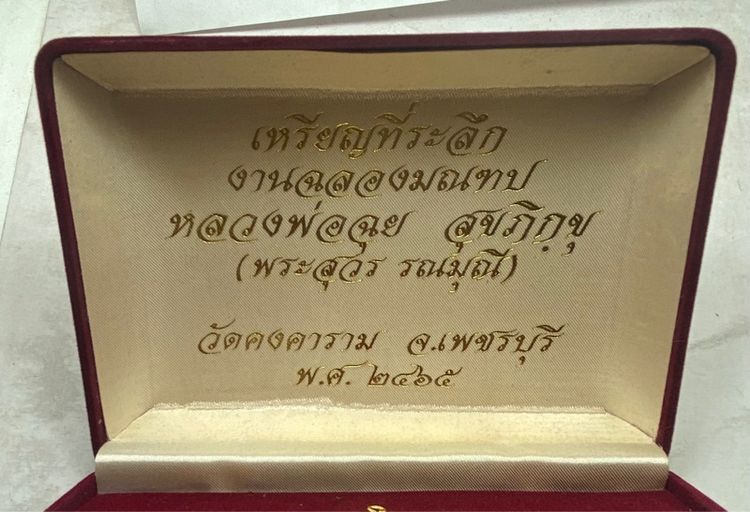 เหรียญที่ระลึก
งานฉลองมณฑป
หลวงพ่อฉุย สุขภิกฺขุ
(พระสุวร รณมุณี)
วัดคงคาราม จ.เพชรบุรี
พ.ศ. ๒๔๖๕